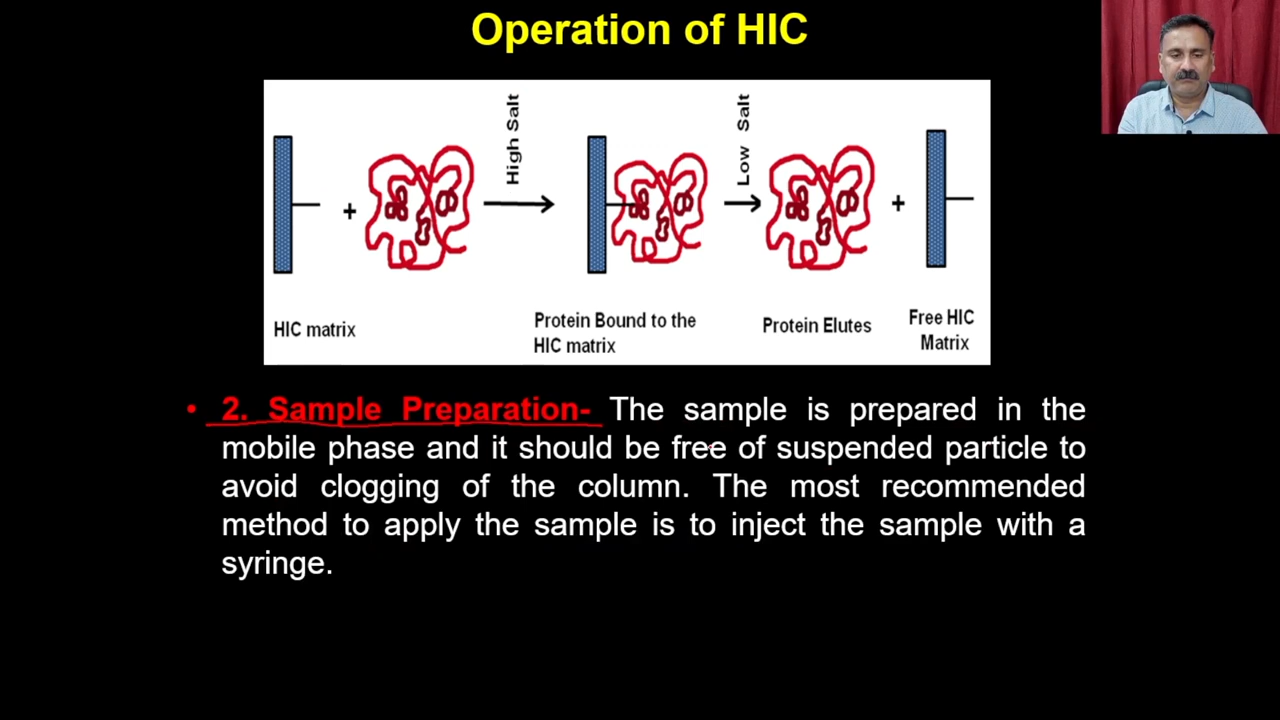 Operation of HIC
High Salt
Low Salt
+
+
HIC matrix
Protein Bound to the
HIC matrix
Protein Elutes
Free HIC
Matrix
• 2. Sample Preparation- The sample is prepared in the
mobile phase and it should be free of suspended particle to
avoid clogging of the column. The most recommended
method to apply the sample is to inject the sample with a
syringe.